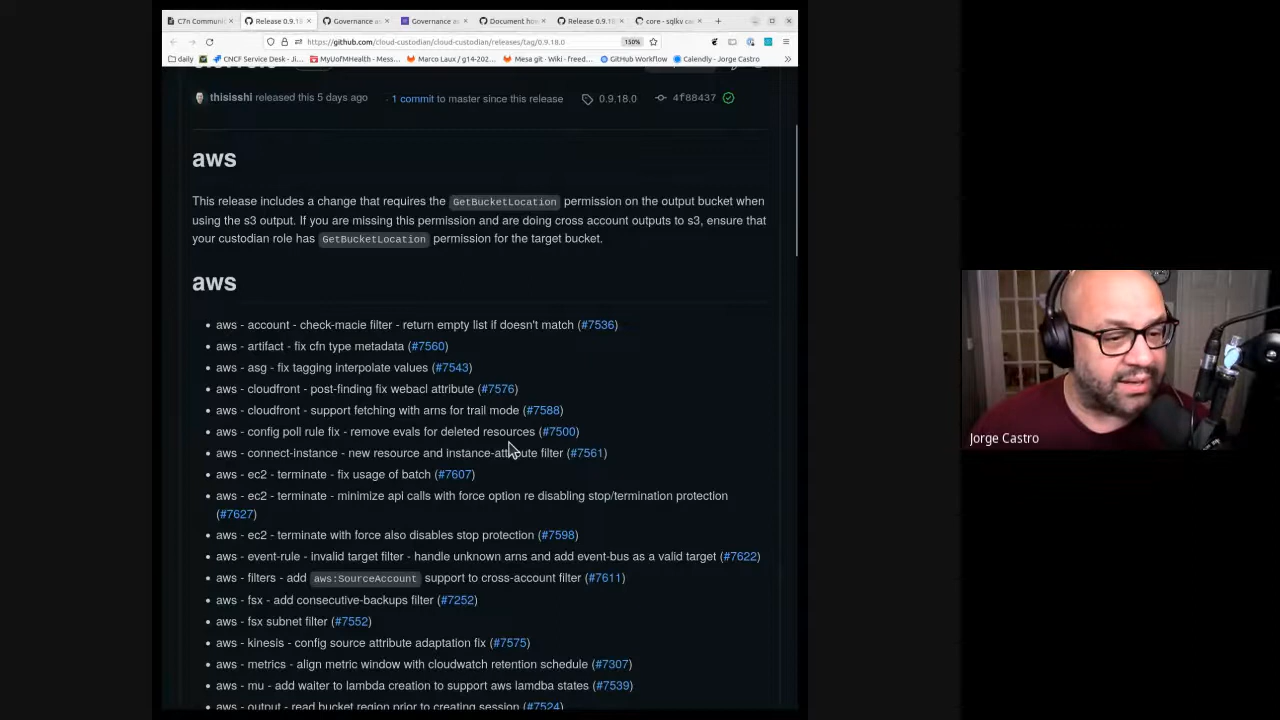 C7n Communi
Release 0.9.18
Governance as
Governance as
Document how
Release 0.9.18
core - sqlkv ca
https://github.com/cloud-custodian/cloud-custodian/releases/tag/0.9.18.0
150%
daily
CNCF Service Desk - Ji...
MyUofMHealth - Mess...
Marco Laux / g14-202...
Mesa git - Wiki - freed...
GitHub Workflow
Calendly - Jorge Castro
thisisshi released this 5 days ago
· 1 commit to master since this release
0.9.18.0
4f88437
aws
This release includes a change that requires the GetBucketLocation permission on the output bucket when
using the s3 output. If you are missing this permission and are doing cross account outputs to s3, ensure that
your custodian role has GetBucketLocation permission for the target bucket.
aws
• aws - account - check-macie filter - return empty list if doesn't match (#7536)
• aws - artifact - fix cfn type metadata (#7560)
• aws - asg - fix tagging interpolate values (#7543)
• aws - cloudfront - post-finding fix webacl attribute (#7576)
• aws - cloudfront - support fetching with arns for trail mode (#7588)
• aws - config poll rule fix - remove evals for deleted resources (#7500)
• aws - connect-instance - new resource and instance-attribute filter (#7561)
• aws - ec2 - terminate - fix usage of batch (#7607)
• aws - ec2 - terminate - minimize api calls with force option re disabling stop/termination protection
(#7627)
• aws - ec2 - terminate with force also disables stop protection (#7598)
• aws - event-rule - invalid target filter - handle unknown arns and add event-bus as a valid target (#7622)
• aws - filters - add aws:SourceAccount support to cross-account filter (#7611)
• aws - fsx - add consecutive-backups filter (#7252)
• aws - fsx subnet filter (#7552)
• aws - kinesis - config source attribute adaptation fix (#7575)
• aws - metrics - align metric window with cloudwatch retention schedule (#7307)
• aws - mu - add waiter to lambda creation to support aws lamdba states (#7539)
• aws - output - read bucket region prior to creating session (#7524)
Jorge Castro